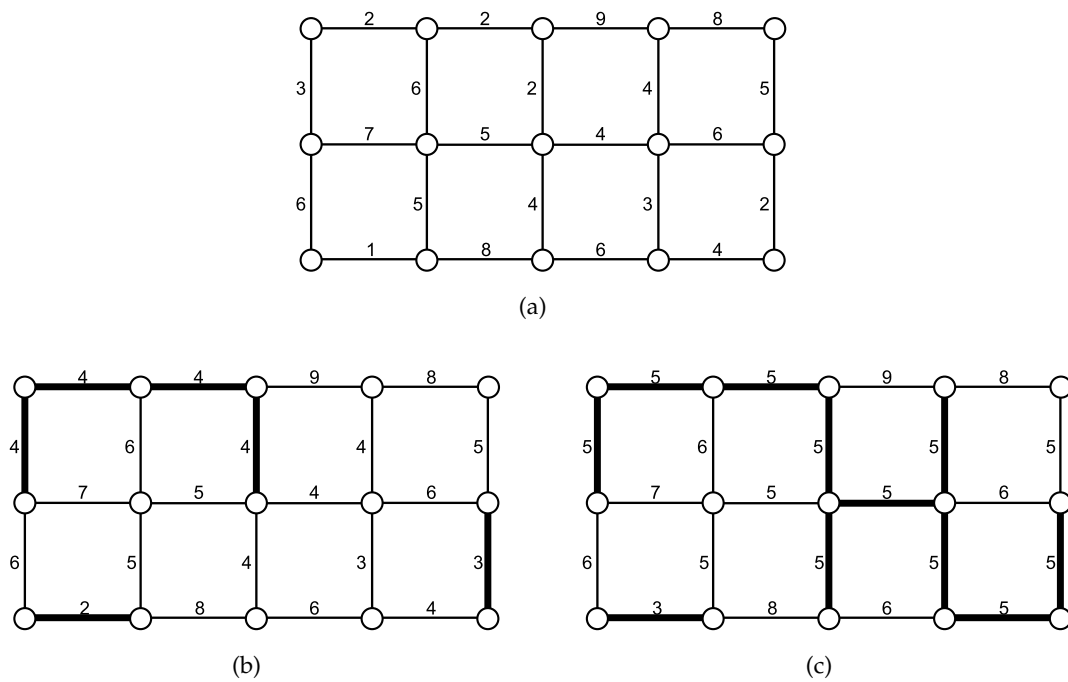 2 2 9 8
3 6 2 4 5
7 5 4 6
6 5 4 3 2
1 8 6 4
(a)
4 4 9 8
4 6 4 4 5
7 5 4 6
6 5 4 3 3
2 8 6 4
(b)
5 5 9 8
5 6 5 5 5
7 5 5 6
6 5 5 5 5
3 8 6 5
(c)